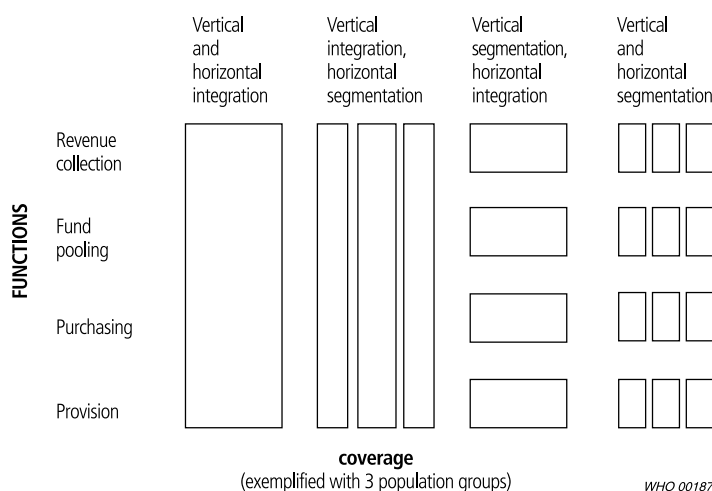 Vertical
and
horizontal
integration
Vertical
integration,
horizontal
segmentation
Vertical
segmentation,
horizontal
integration
Vertical
and
horizontal
segmentation
FUNCTIONS
Revenue
collection
Fund
pooling
Purchasing
Provision
coverage
(exemplified with 3 population groups)
WHO 00187